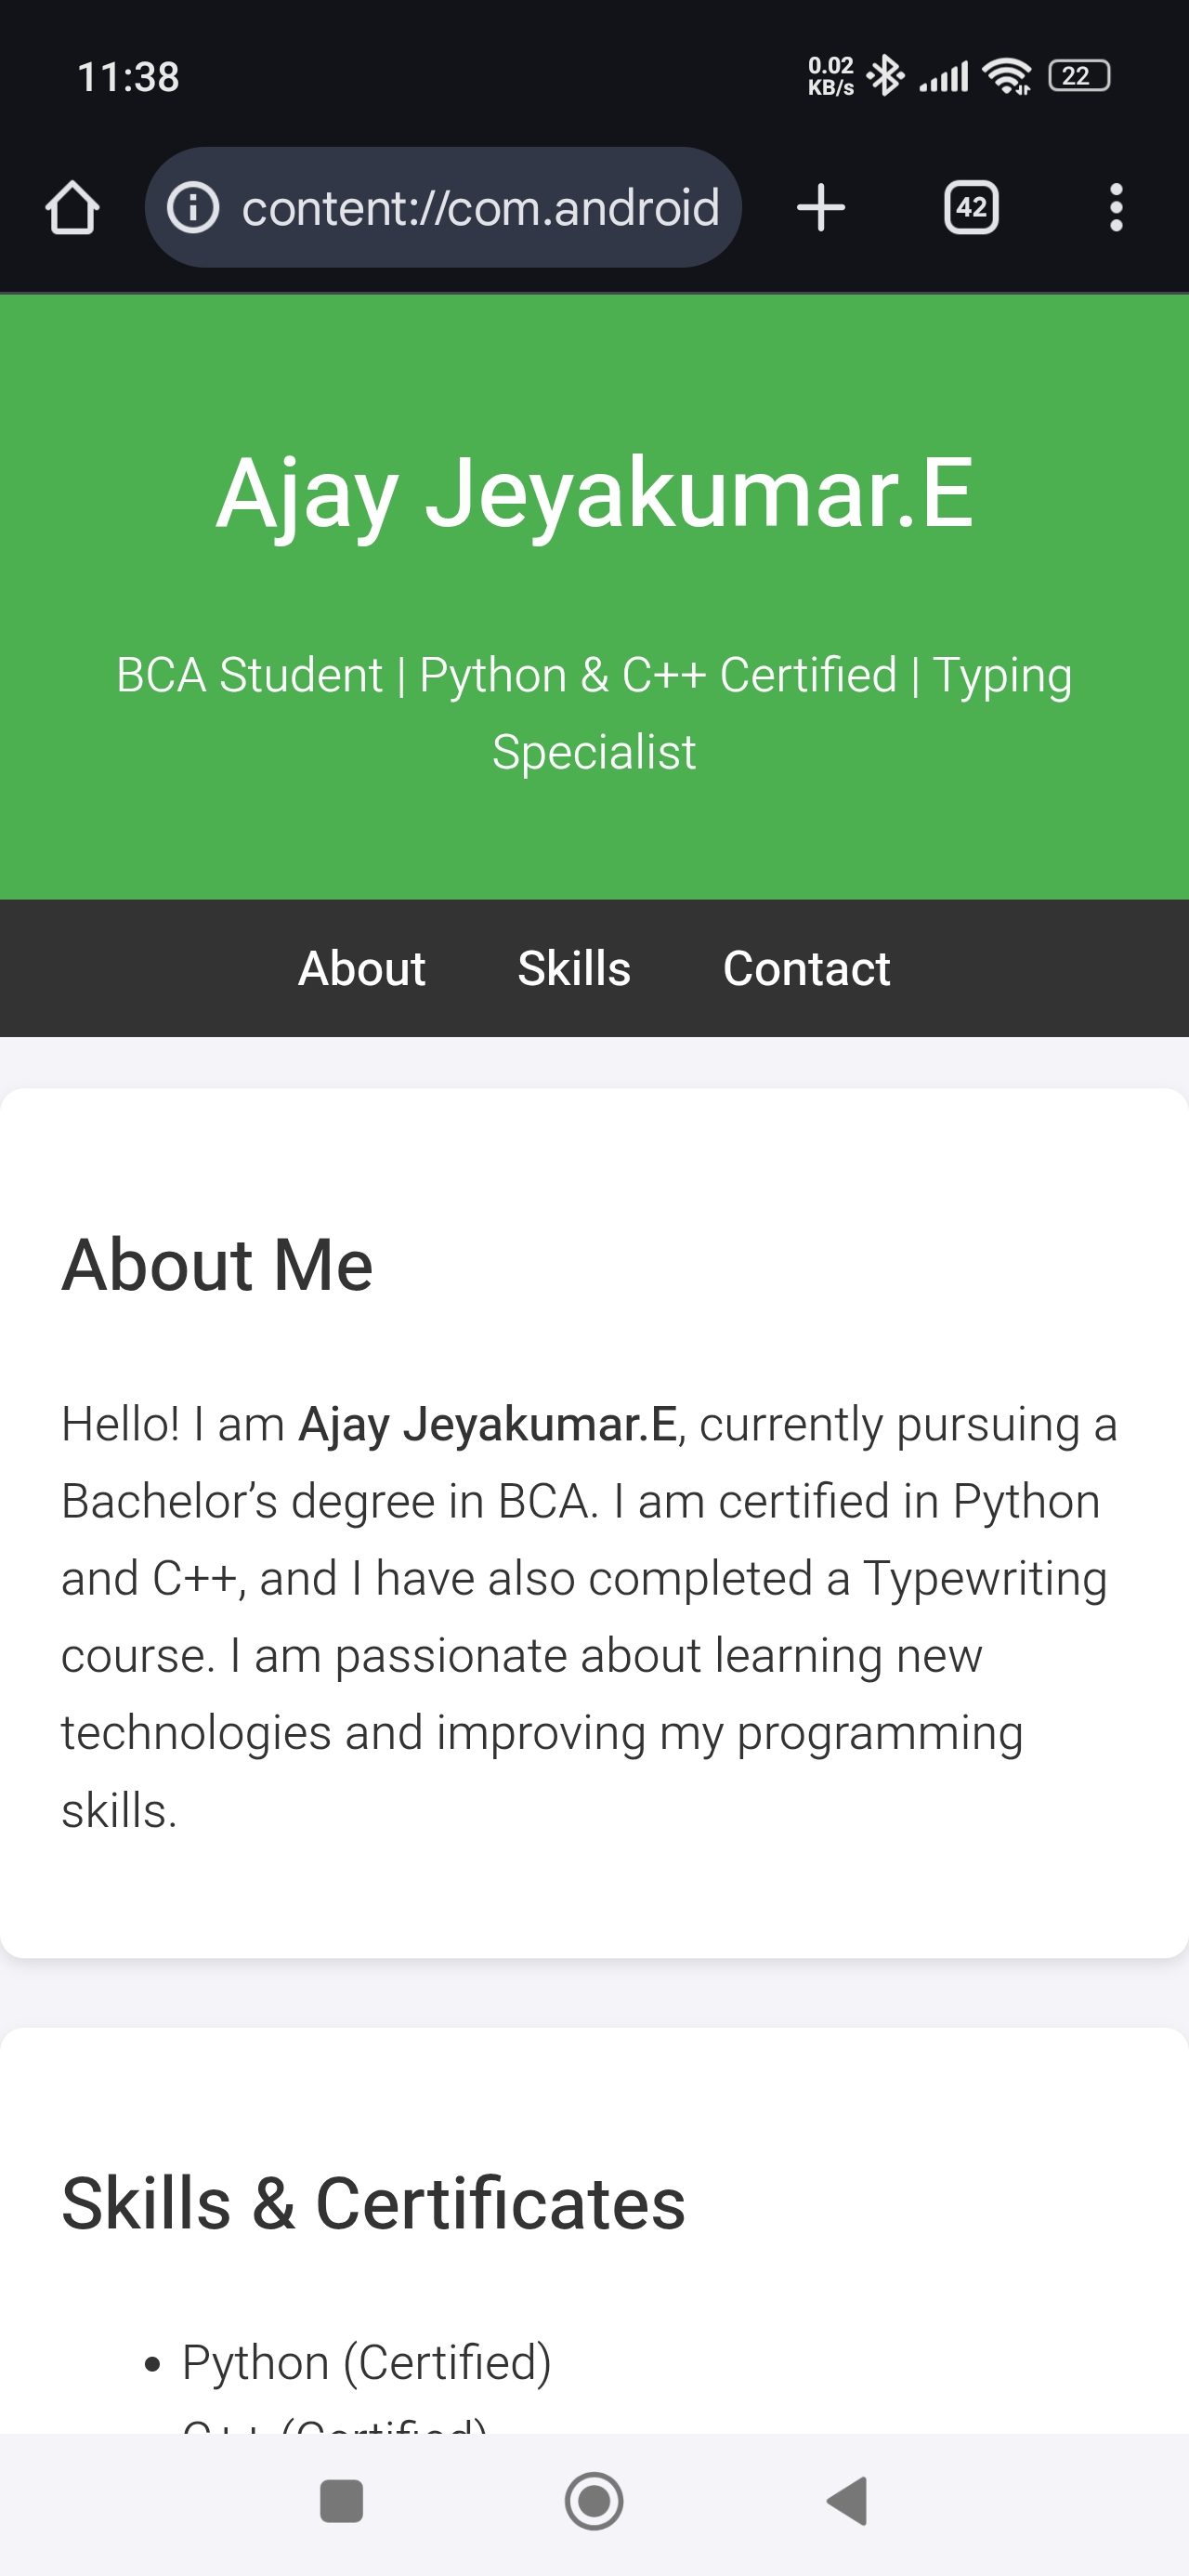 11:38
0.02
KB/s
22
content://com.android
42
Ajay Jeyakumar.E
BCA Student | Python & C++ Certified | Typing
Specialist
About Skills Contact
About Me
Hello! I am Ajay Jeyakumar.E, currently pursuing a
Bachelor’s degree in BCA. I am certified in Python
and C++, and I have also completed a Typewriting
course. I am passionate about learning new
technologies and improving my programming
skills.
Skills & Certificates
• Python (Certified)
C++ (Certified)